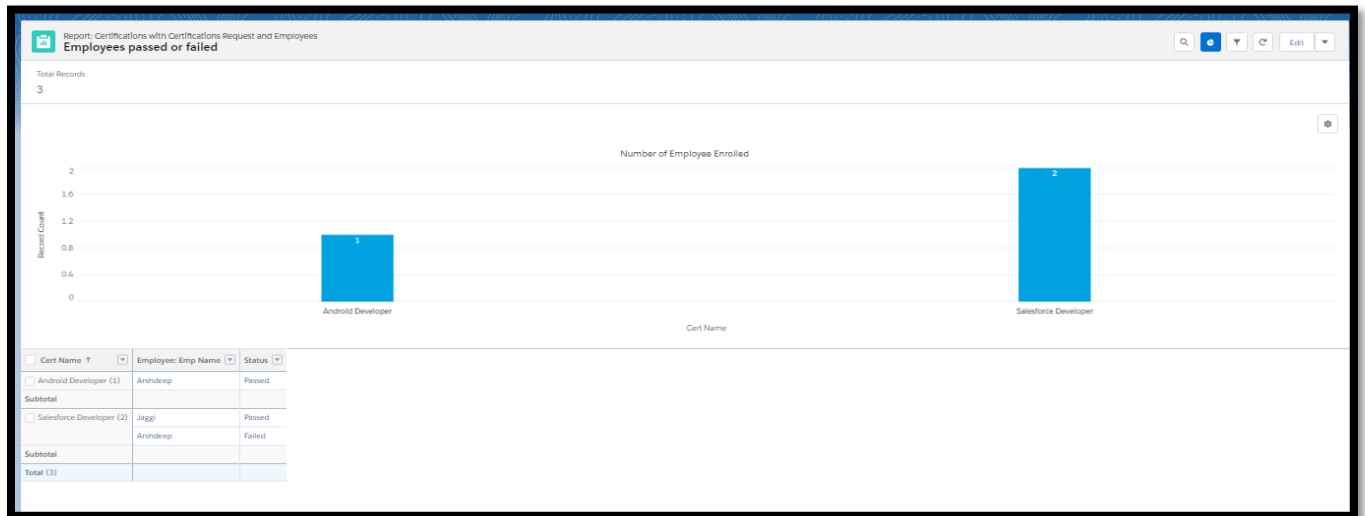 Report: Certifications with Certifications Request and Employees
Employees passed or failed
Edit
Total Records
3
Number of Employee Enrolled
2
1.6
1.2
0.8
0.4
0
Record Count
1
2
Android Developer
Salesforce Developer
Cert Name
Cert Name ↑ Employee: Emp Name Status
Android Developer (1) Arshdeep Passed
Subtotal
Salesforce Developer (2) Jaggi Passed
Arshdeep Failed
Subtotal
Total (3)